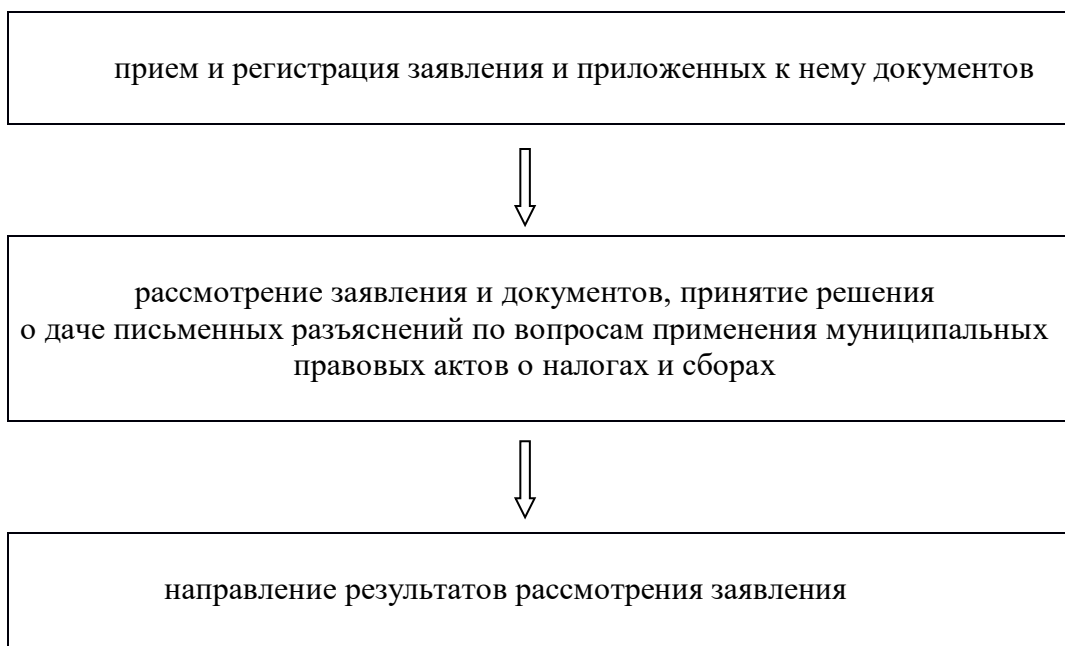 прием и регистрация заявления и приложенных к нему документов
рассмотрение заявления и документов, принятие решения
о даче письменных разъяснений по вопросам применения муниципальных
правовых актов о налогах и сборах
направление результатов рассмотрения заявления